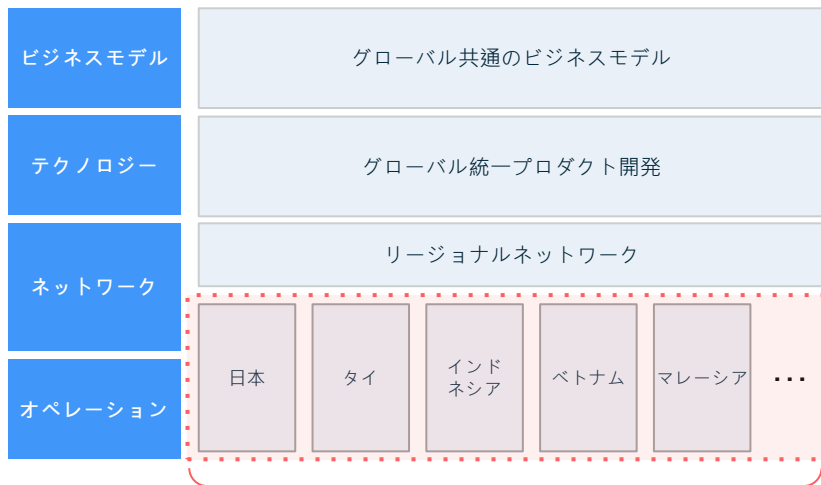 ビジネスモデル
グローバル共通のビジネスモデル
テクノロジー
グローバル統一プロダクト開発
ネットワーク
リージョナルネットワーク
オペレーション
日本
タイ
インド
ネシア
ベトナム
マレーシア
…